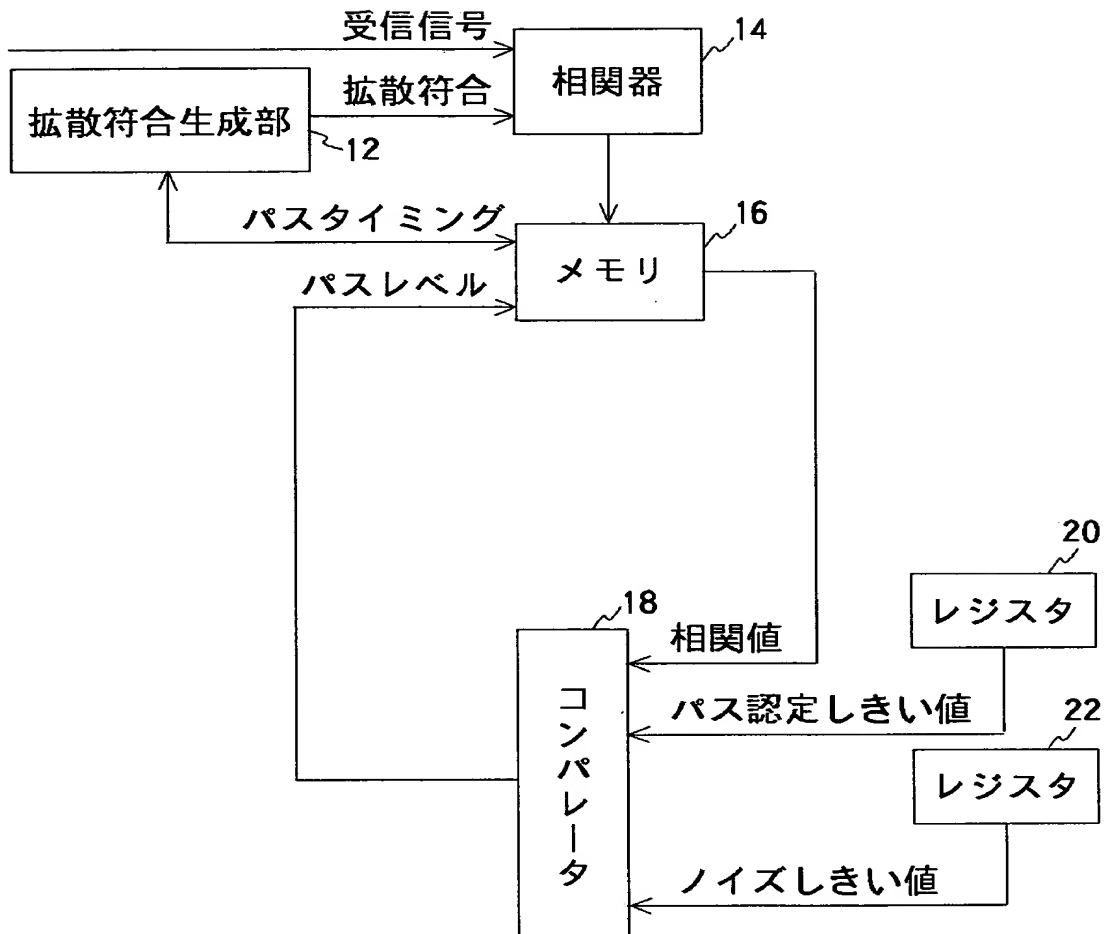 受信信号
14
相関器
拡散符合
拡散符合生成部
12
パスタイミング
16
メモリ
パスレベル
20
レジスタ
18
相関値
コンパレータ
パス認定しきい値
22
レジスタ
ノイズしきい値